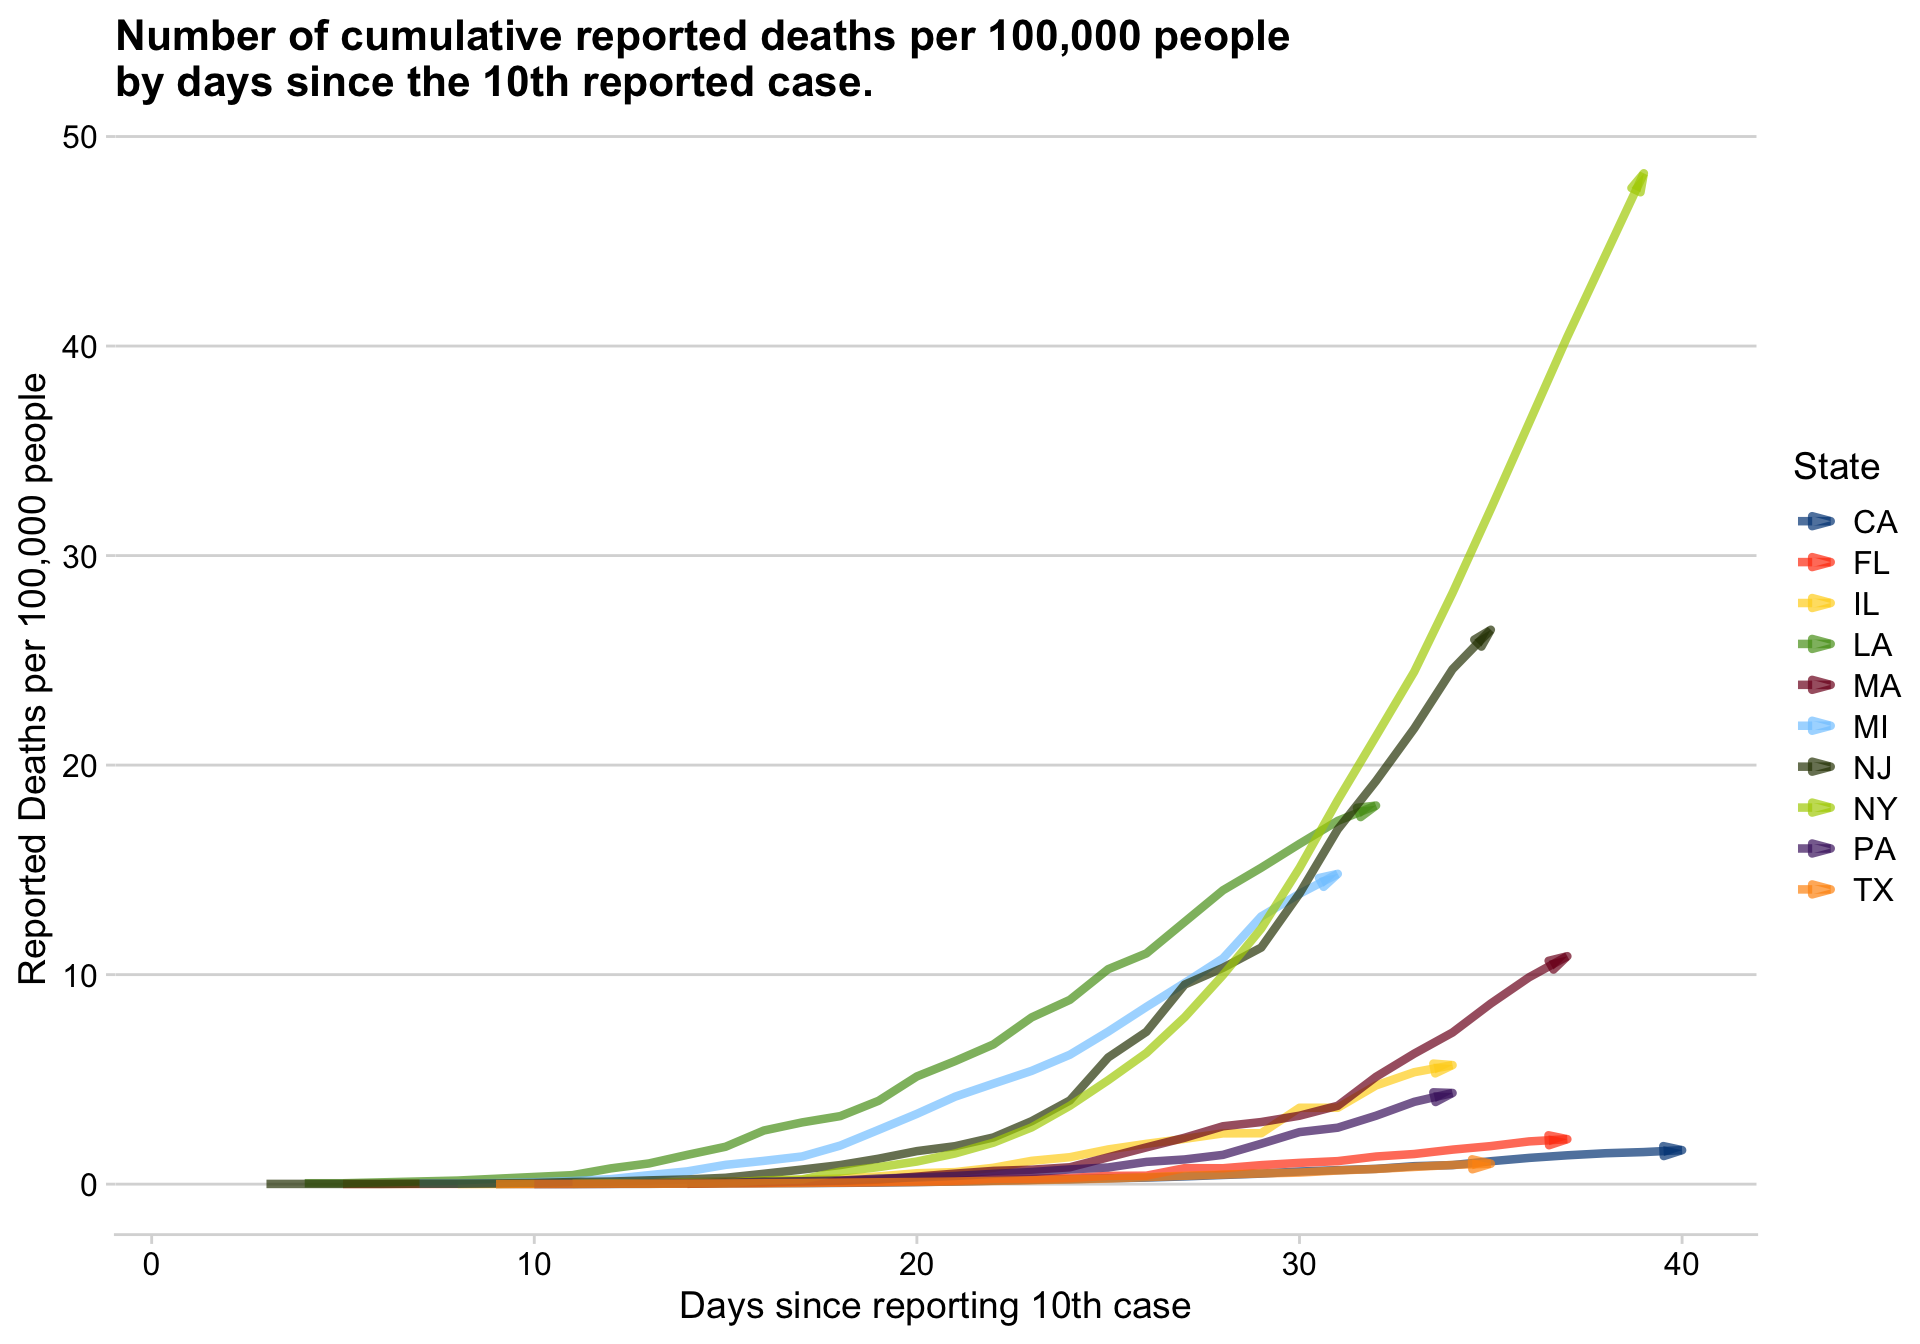 Number of cumulative reported deaths per 100,000 people
by days since the 10th reported case.
Reported Deaths per 100,000 people
50
40
30
20
10
0
0
10
20
30
40
Days since reporting 10th case
State
CA
FL
IL
LA
MA
MI
NJ
NY
PA
TX